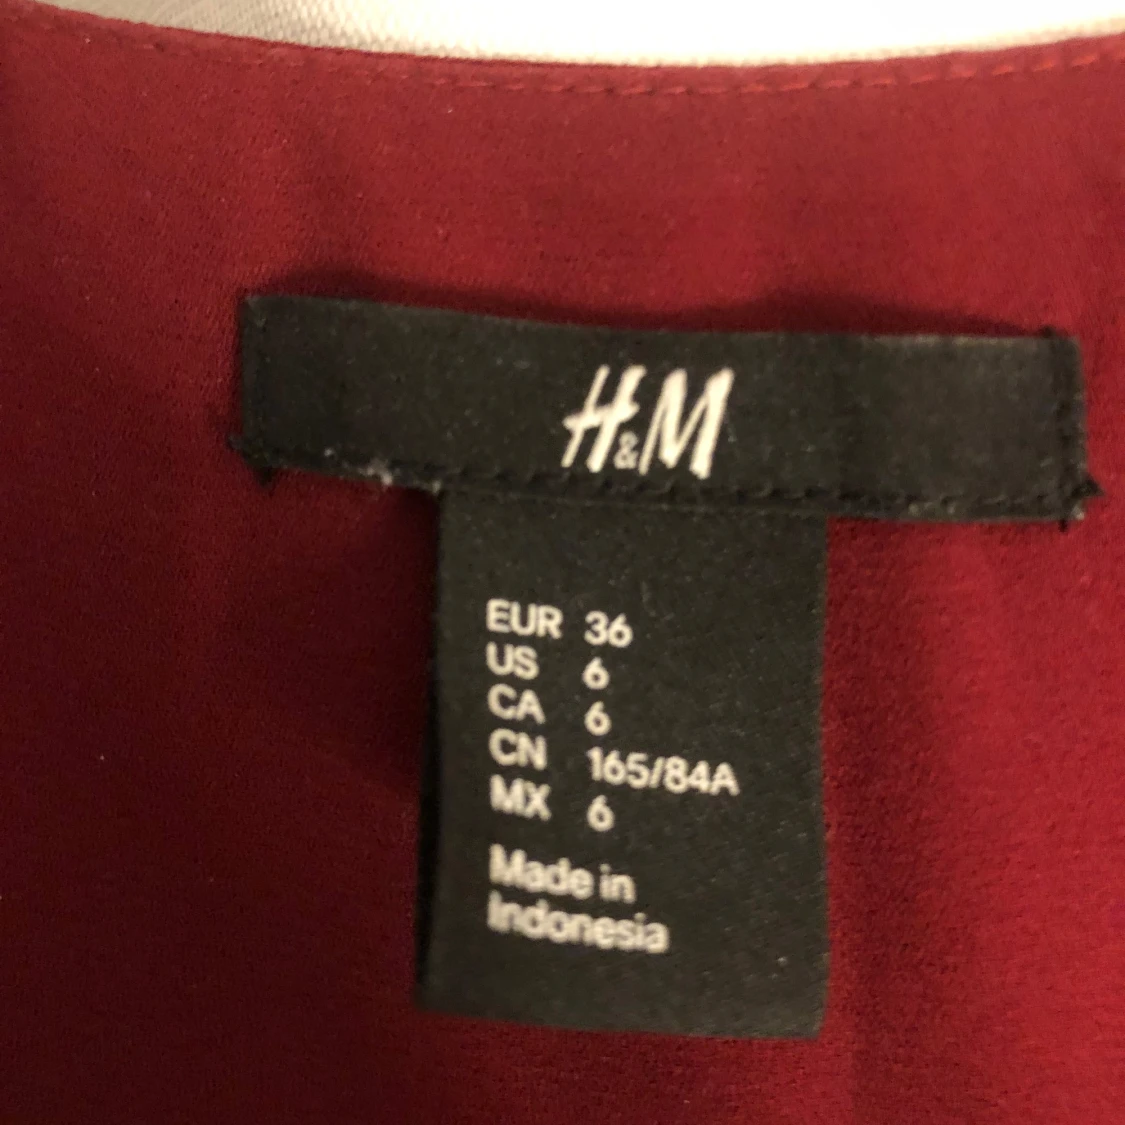 H&M
EUR 36
US 6
CA 6
CN 165/84A
MX 6
Made in
Indonesia